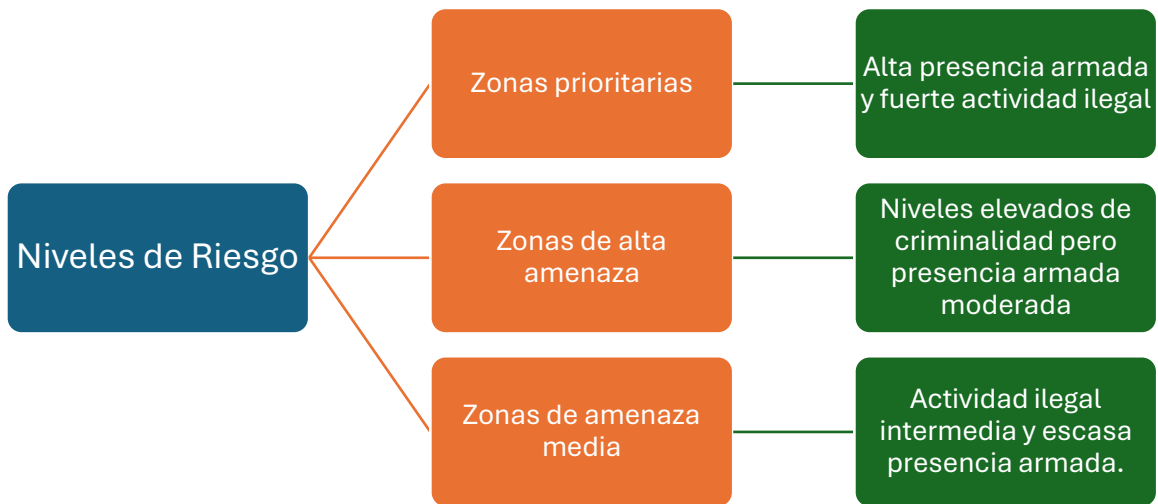 Niveles de Riesgo
Zonas prioritarias
Alta presencia armada
y fuerte actividad ilegal
Zonas de alta
amenaza
Niveles elevados de
criminalidad pero
presencia armada
moderada
Zonas de amenaza
media
Actividad ilegal
intermedia y escasa
presencia armada.